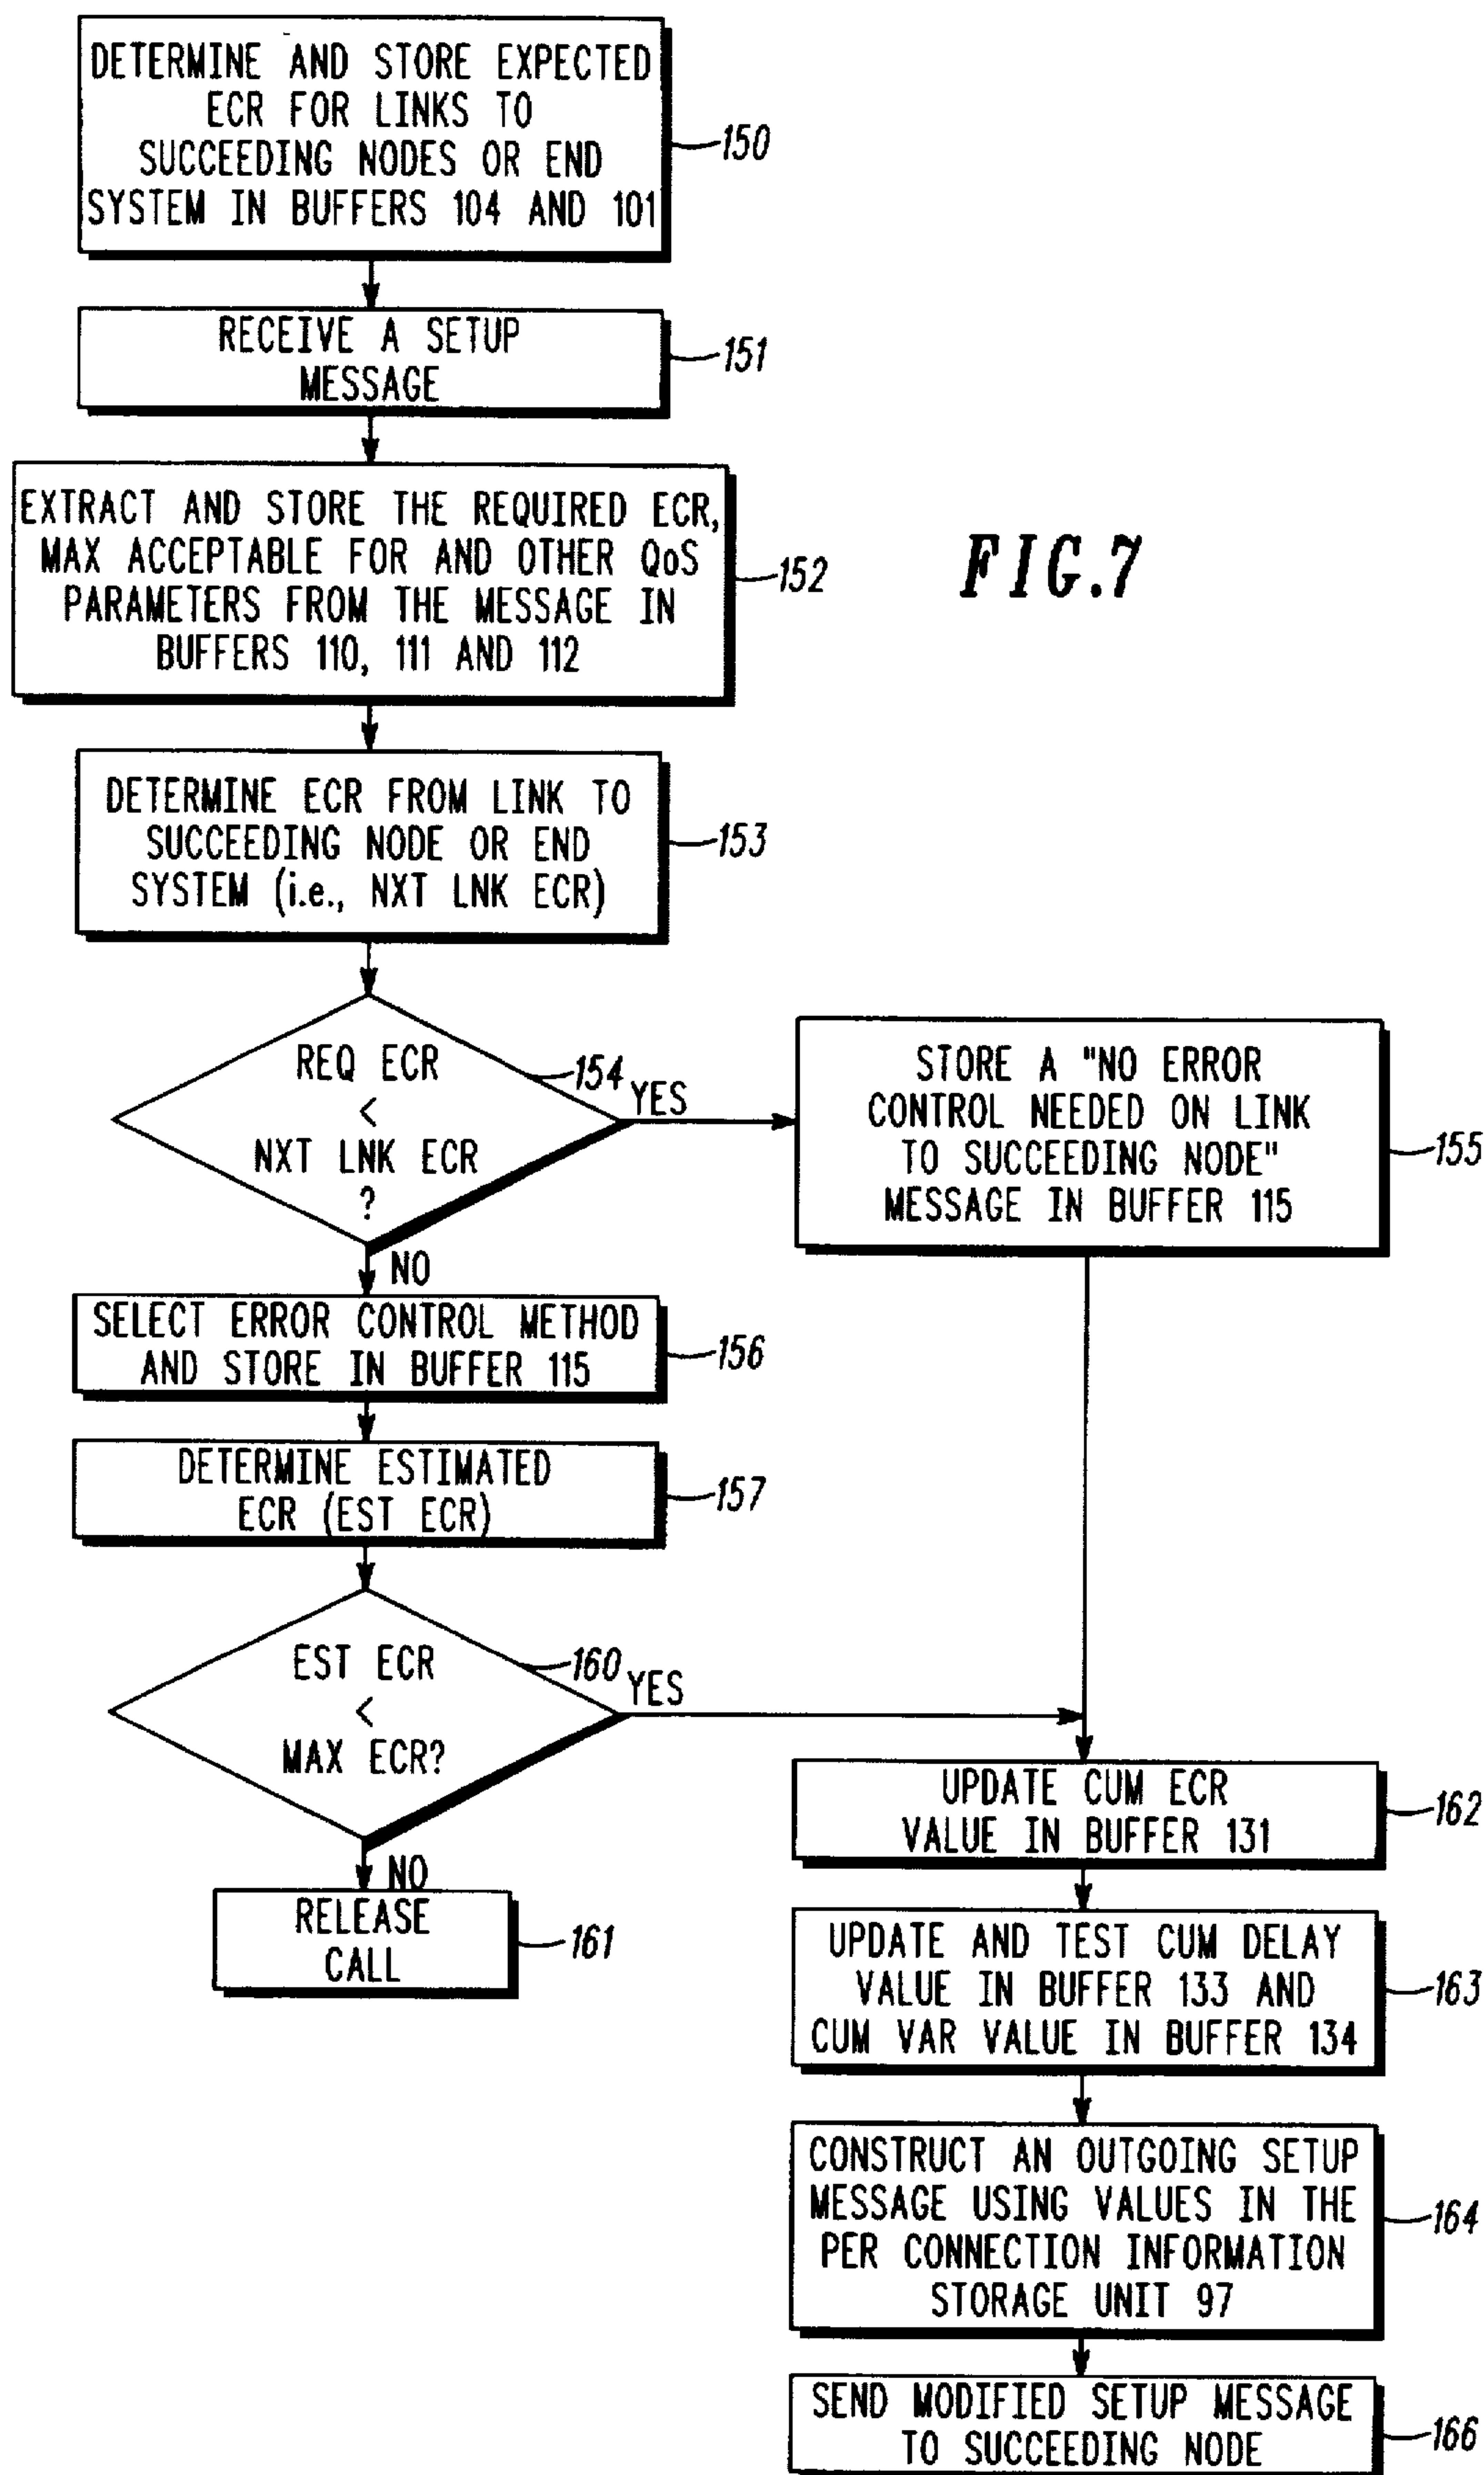 DETERMINE AND STORE EXPECTED
ECR FOR LINKS TO
SUCCEEDING NODES OR END
SYSTEM IN BUFFERS 104 AND 101
150
RECEIVE A SETUP
MESSAGE
151
EXTRACT AND STORE THE REQUIRED ECR,
MAX ACCEPTABLE FOR AND OTHER QoS
PARAMETERS FROM THE MESSAGE IN
BUFFERS 110, 111 AND 112
152
FIG.7
DETERMINE ECR FROM LINK TO
SUCCEEDING NODE OR END
SYSTEM (i.e., NXT LNK ECR)
153
REQ ECR
<
NXT LNK ECR
?
154
YES
NO
STORE A "NO ERROR
CONTROL NEEDED ON LINK
TO SUCCEEDING NODE"
MESSAGE IN BUFFER 115
155
SELECT ERROR CONTROL METHOD
AND STORE IN BUFFER 115
156
DETERMINE ESTIMATED
ECR (EST ECR)
157
EST ECR
<
MAX ECR?
160
YES
NO
RELEASE
CALL
161
UPDATE CUM ECR
VALUE IN BUFFER 131
162
UPDATE AND TEST CUM DELAY
VALUE IN BUFFER 133 AND
CUM VAR VALUE IN BUFFER 134
163
CONSTRUCT AN OUTGOING SETUP
MESSAGE USING VALUES IN THE
PER CONNECTION INFORMATION
STORAGE UNIT 97
164
SEND MODIFIED SETUP MESSAGE
TO SUCCEEDING NODE
166